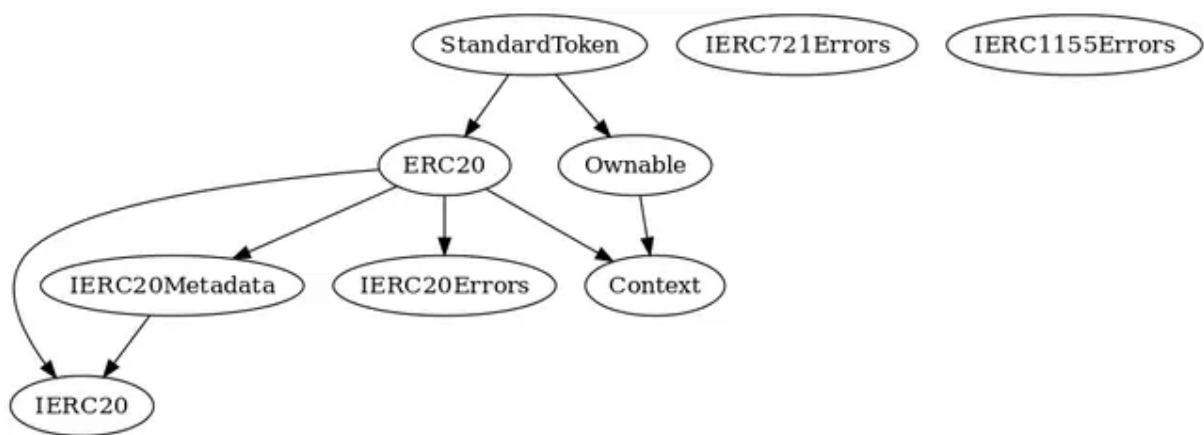 StandardToken
IERC721Errors
IERC1155Errors
ERC20
Ownable
IERC20Metadata
IERC20Errors
Context
IERC20